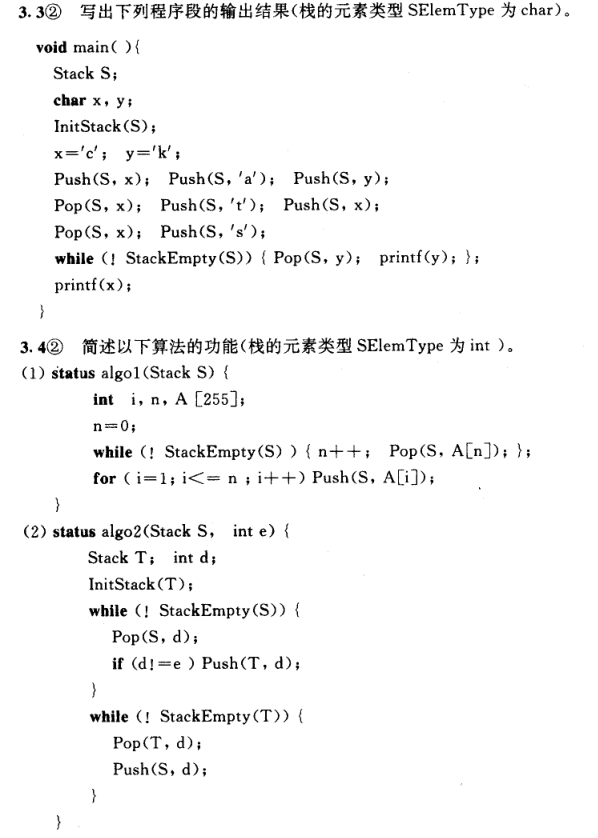 3.3② 写出下列程序段的输出结果(栈的元素类型 SElemType 为 char)。
void main( ){
Stack S;
char x, y;
InitStack(S);
x='c'; y='k';
Push(S, x); Push(S, 'a'); Push(S, y);
Pop(S, x); Push(S, 't'); Push(S, x);
Pop(S, x); Push(S, 's');
while (! StackEmpty(S)) { Pop(S, y); printf(y); };
printf(x);
}
3.4② 简述以下算法的功能(栈的元素类型 SElemType 为 int )。
(1) status algo1(Stack S) {
int i, n, A [255];
n=0;
while (! StackEmpty(S) ) { n++; Pop(S, A[n]); };
for ( i=1; i<= n ; i++) Push(S, A[i]);
}
(2) status algo2(Stack S, int e) {
Stack T; int d;
InitStack(T);
while (! StackEmpty(S)) {
Pop(S, d);
if (d!=e ) Push(T, d);
}
while (! StackEmpty(T)) {
Pop(T, d);
Push(S, d);
}
}